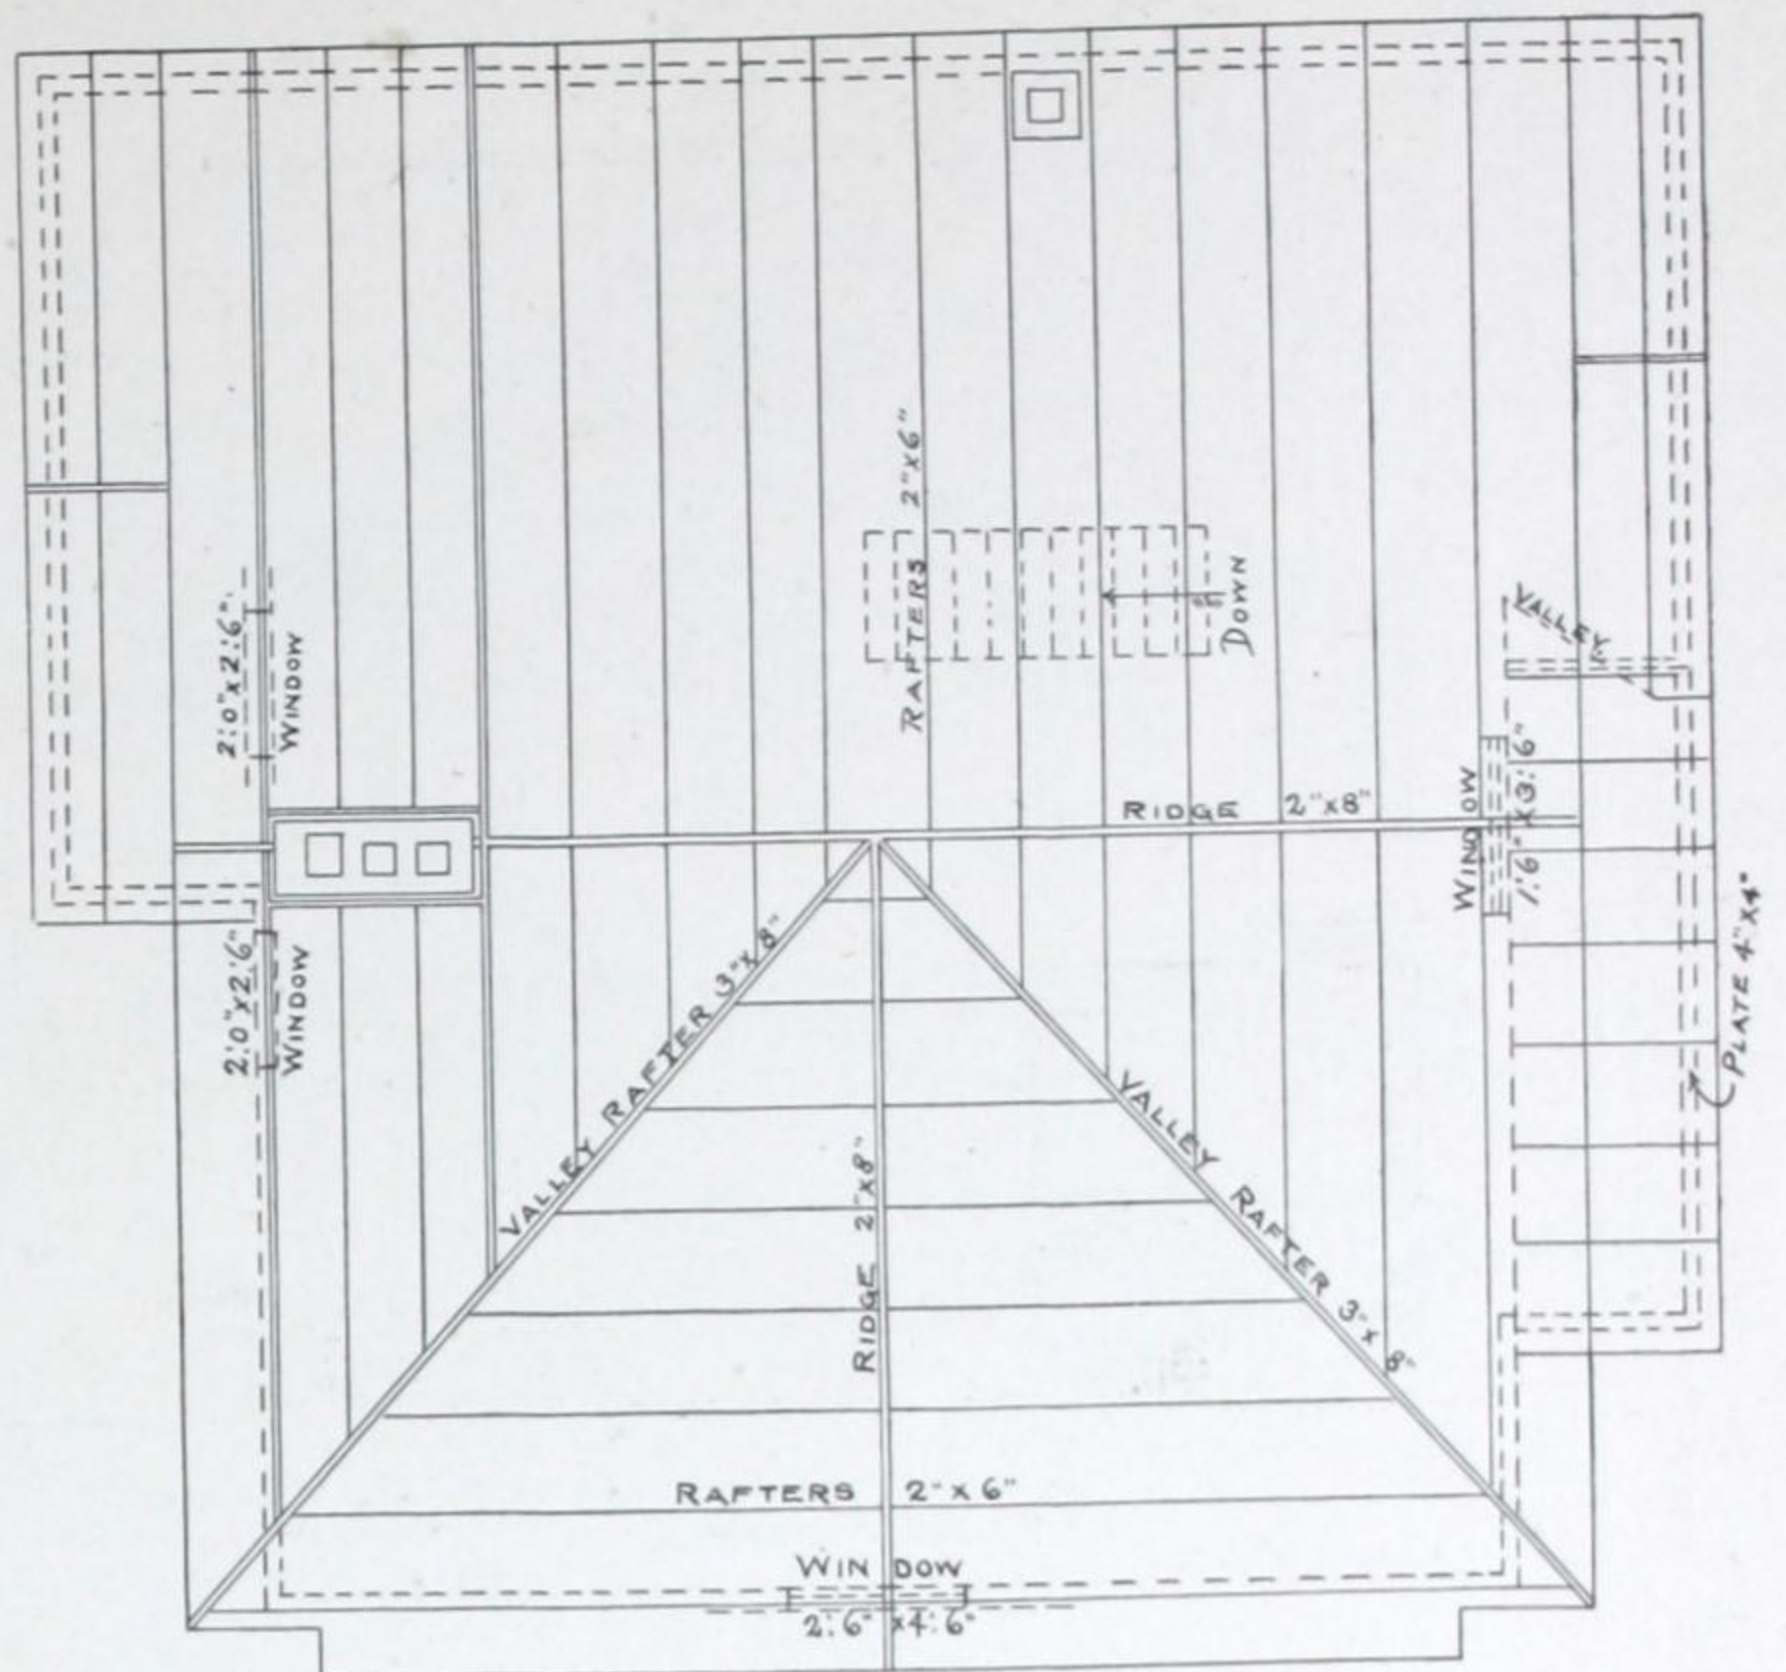 RAFTERS 2"x6"
DOWN
VALLEY
2'.0"x2'.6"
WINDOW
RIDGE 2"x8"
WINDOW
1'.6"x3'.6"
PLATE 4"x4"
2'.0"x2'.6"
WINDOW
VALLEY RAFTER 3"x8"
VALLEY RAFTER 3"x8"
RIDGE 2"x8"
RAFTERS 2"x6"
WINDOW
2'.6"x4'.6"